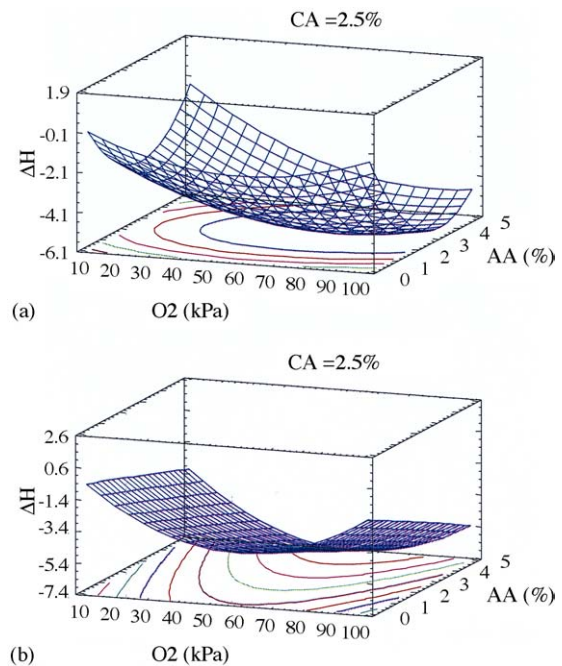 CA =2.5%
1.9
-0.1
-2.1
-4.1
-6.1
ΔH
10 20 30 40 50 60 70 80 90 100
O2 (kPa)
0 1 2 3 4 5
AA (%)
(a)
CA =2.5%
2.6
0.6
-1.4
-3.4
-5.4
-7.4
ΔH
10 20 30 40 50 60 70 80 90 100
O2 (kPa)
0 1 2 3 4 5
AA (%)
(b)